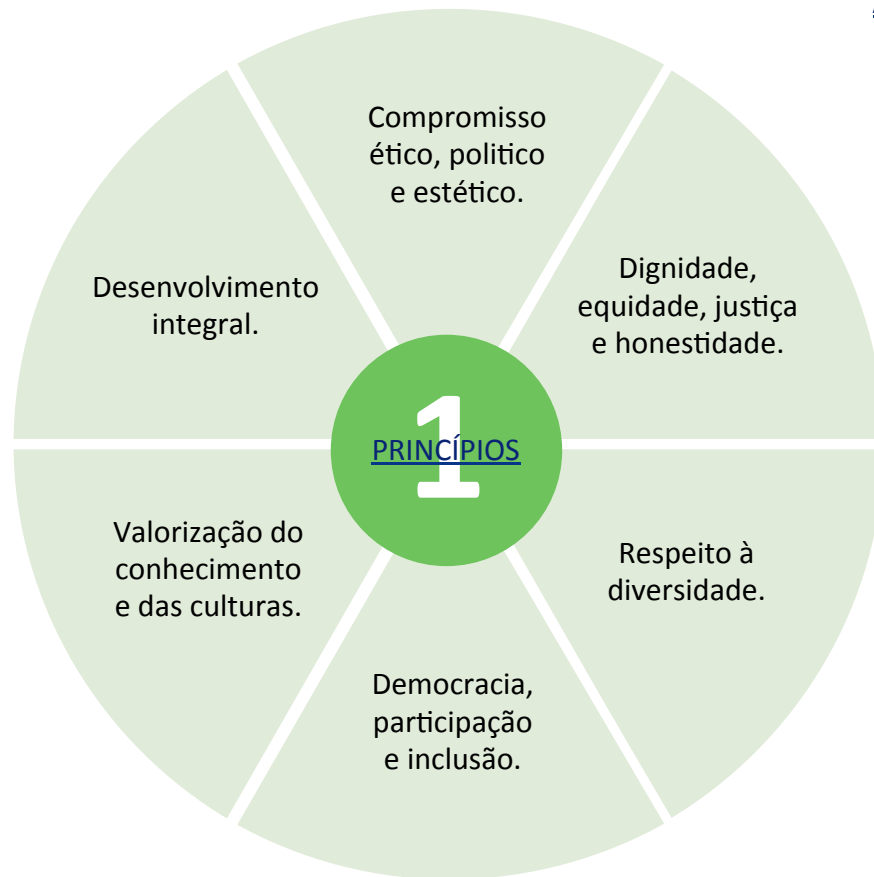 Compromisso
ético, politico
e estético.
Dignidade,
equidade, justiça
e honestidade.
Respeito à
diversidade.
Democracia,
participação
e inclusão.
Valorização do
conhecimento
e das culturas.
Desenvolvimento
integral.
1
PRINCÍPIOS